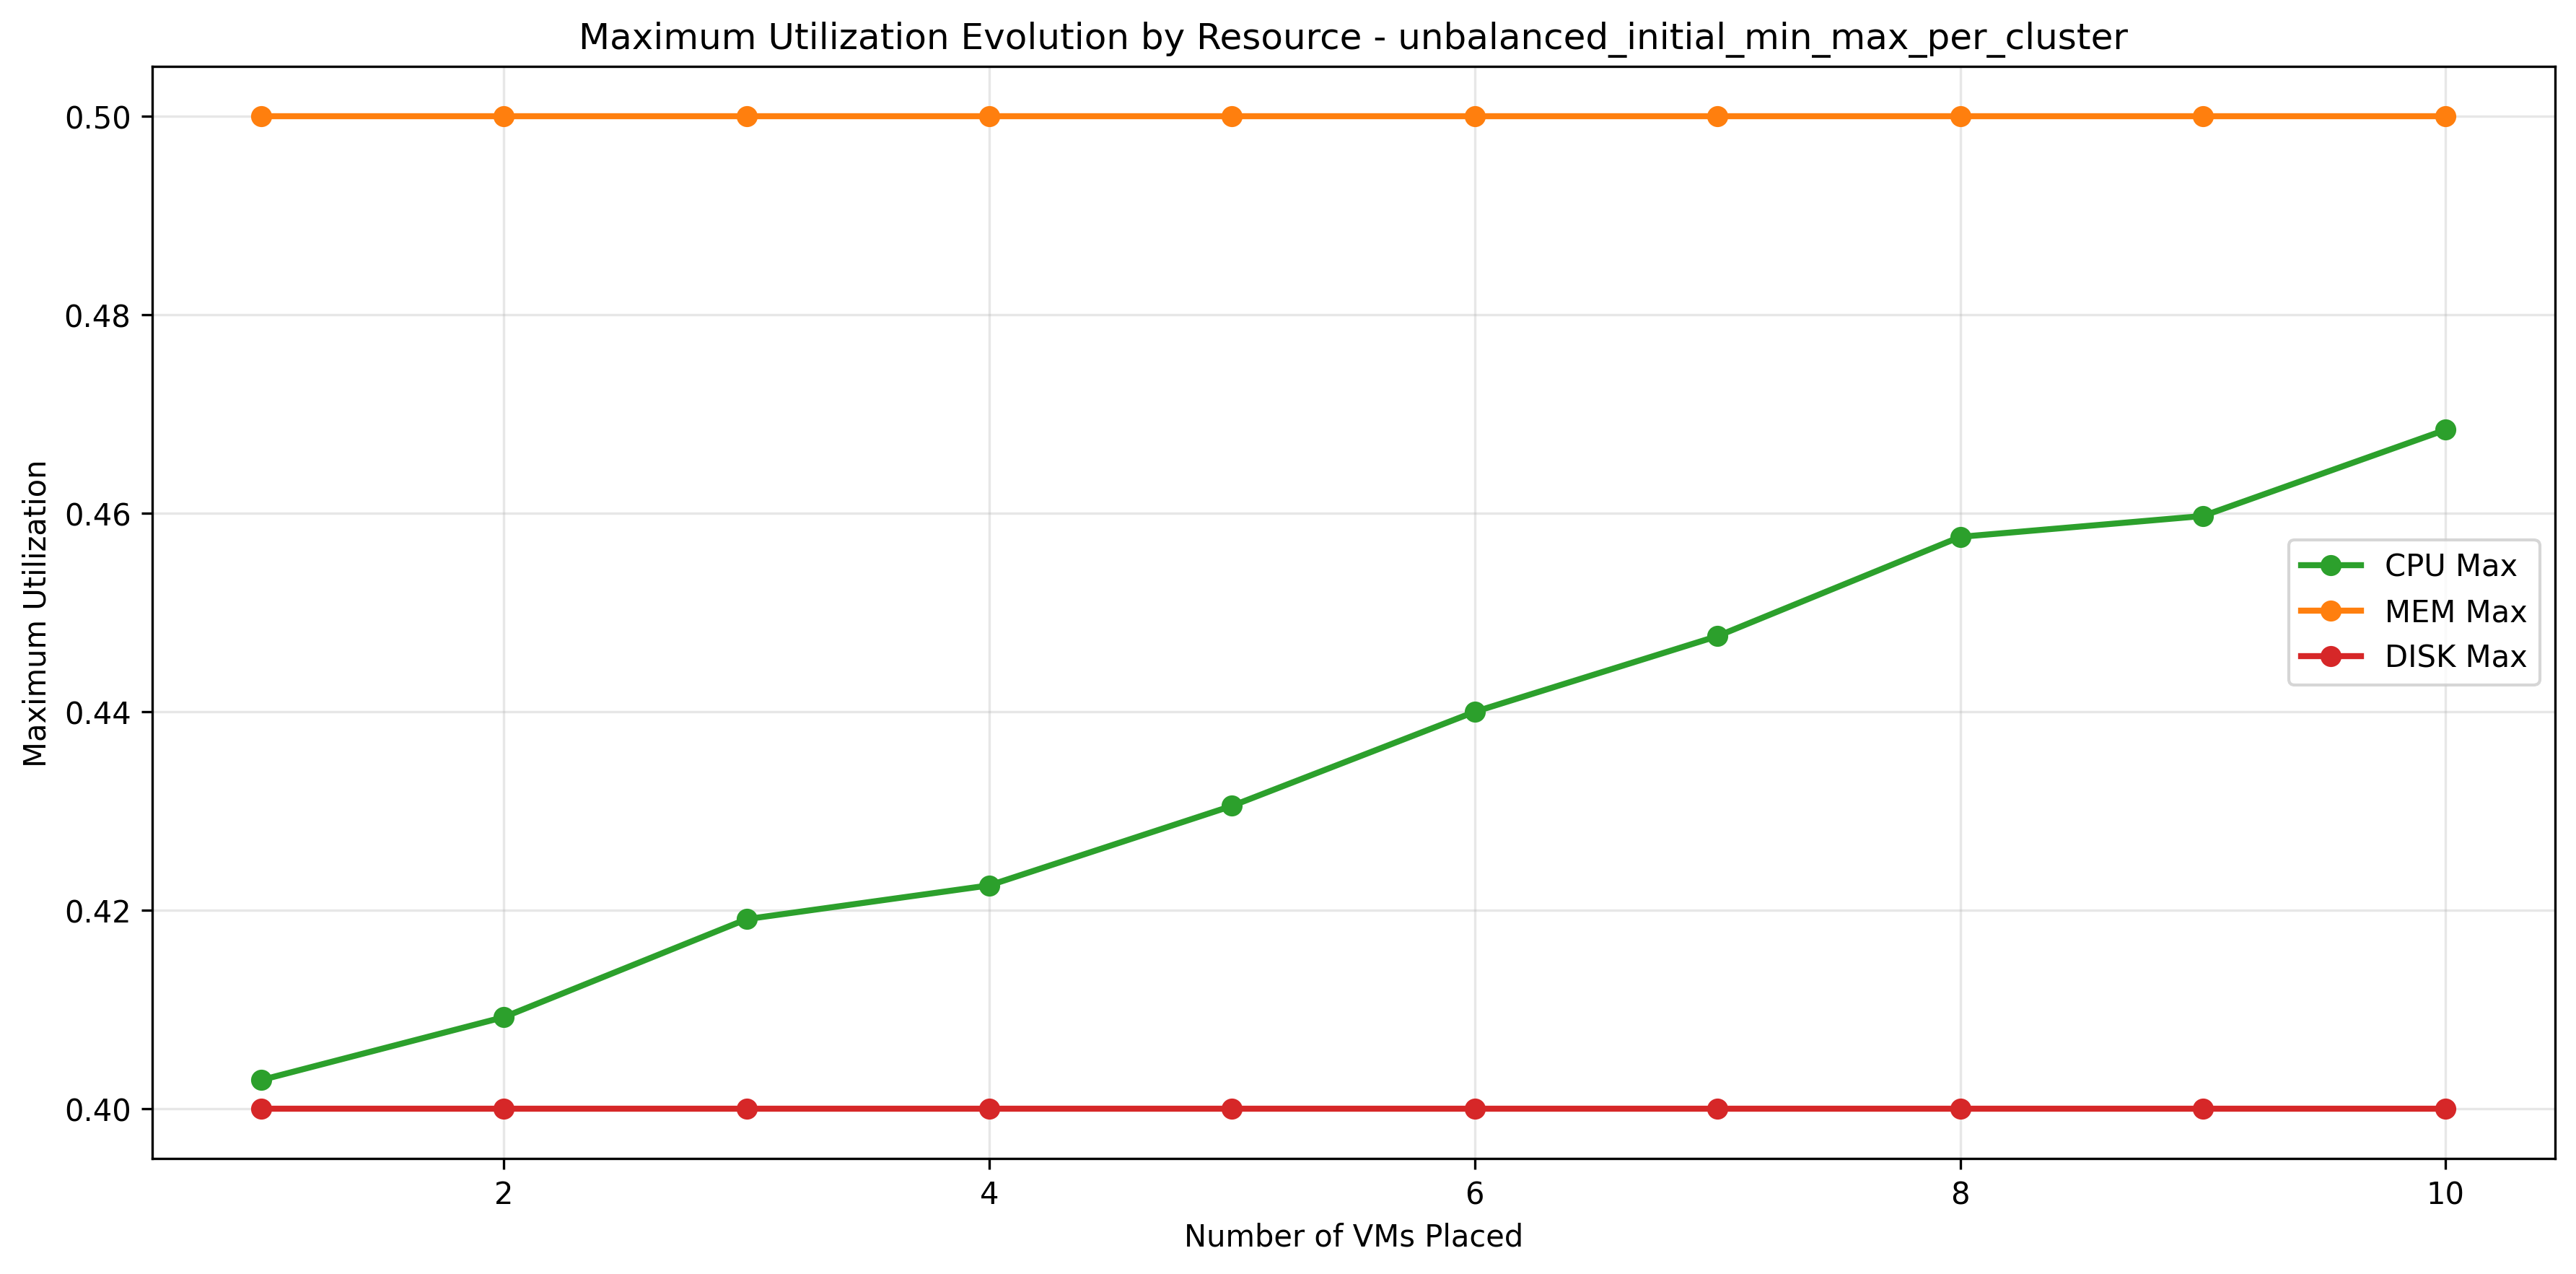 Maximum Utilization Evolution by Resource - unbalanced_initial_min_max_per_cluster
Maximum Utilization
0.50
0.48
0.46
0.44
0.42
0.40
CPU Max
MEM Max
DISK Max
2 4 6 8 10
Number of VMs Placed